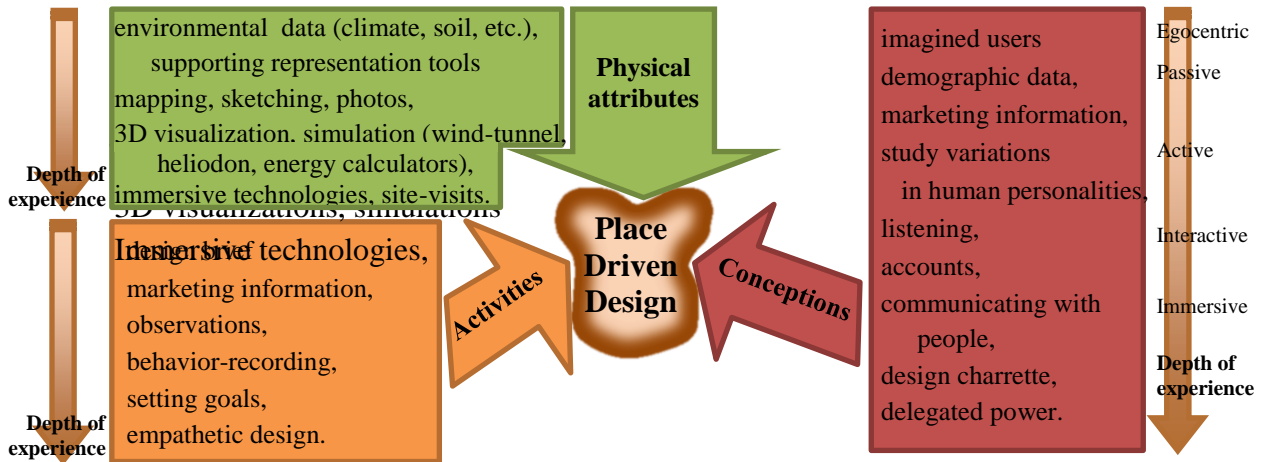 environmental  data (climate, soil, etc.),
supporting representation tools
mapping, sketching, photos,
3D visualization, simulation (wind-tunnel,
heliodon, energy calculators),
immersive technologies, site-visits.
3D visualizations, simulations
Immersive technologies,
design brief
marketing information,
observations,
behavior-recording,
setting goals,
empathetic design.
Depth of
experience
Depth of
experience
Physical
attributes
Activities
Place
Driven
Design
Conceptions
imagined users
demographic data,
marketing information,
study variations
in human personalities,
listening,
accounts,
communicating with
people,
design charrette,
delegated power.
Egocentric
Passive
Active
Interactive
Immersive
Depth of
experience